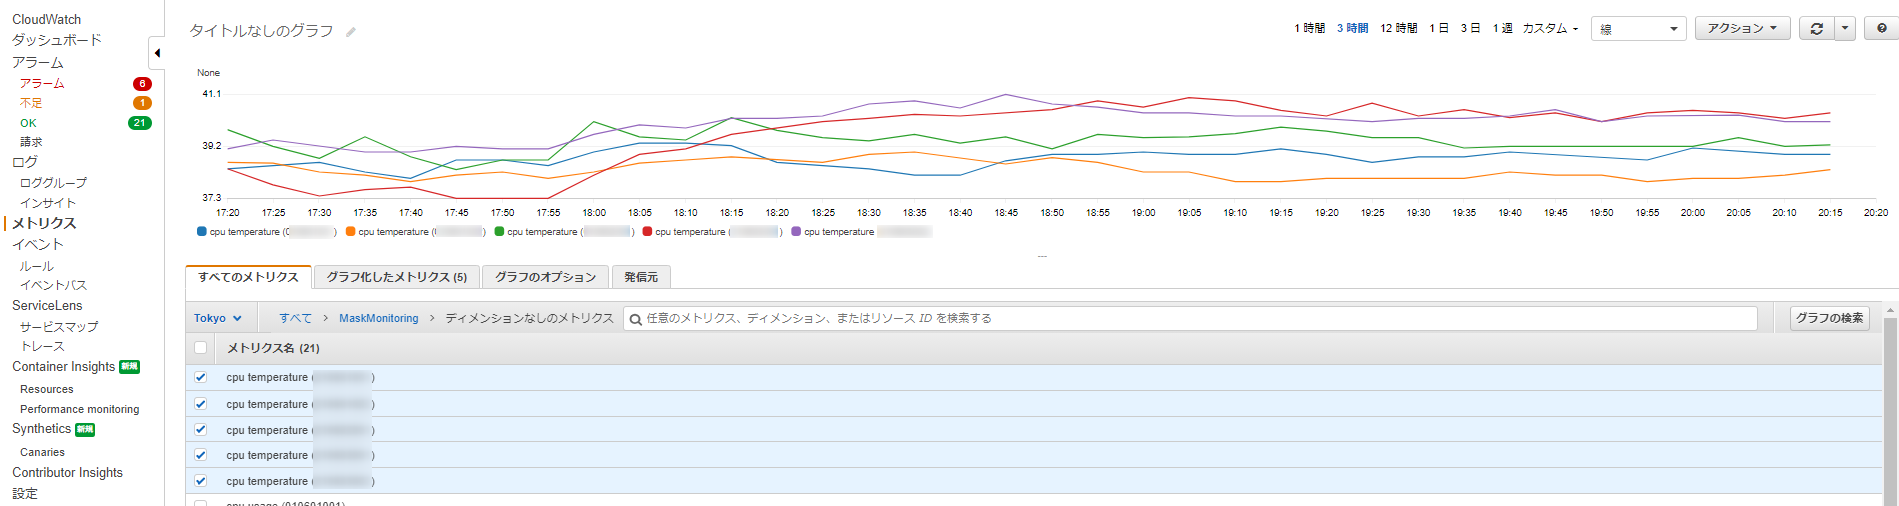 CloudWatch
ダッシュボード
アラーム
アラーム 6
不足 1
OK 21
請求
ログ
ロググループ
インサイト
メトリクス
イベント
ルール
イベントバス
ServiceLens
サービスマップ
トレース
Container Insights 新規
Resources
Performance monitoring
Synthetics 新規
Canaries
Contributor Insights
設定
タイトルなしのグラフ
1 時間 3 時間 12 時間 1 日 3 日 1 週 カスタム 線 アクション
None
41.1
39.2
37.3
17:20 17:25 17:30 17:35 17:40 17:45 17:50 17:55 18:00 18:05 18:10 18:15 18:20 18:25 18:30 18:35 18:40 18:45 18:50 18:55 19:00 19:05 19:10 19:15 19:20 19:25 19:30 19:35 19:40 19:45 19:50 19:55 20:00 20:05 20:10 20:15 20:20
cpu temperature ( ) cpu temperature ( ) cpu temperature ( ) cpu temperature ( ) cpu temperature
すべてのメトリクス グラフ化したメトリクス (5) グラフのオプション 発信元
Tokyo すべて > MaskMonitoring > ディメンションなしのメトリクス 任意のメトリクス、ディメンション、またはリソース ID を検索する グラフの検索
メトリクス名 (21)
cpu temperature ( )
cpu temperature ( )
cpu temperature ( )
cpu temperature ( )
cpu temperature ( )
cpu usage